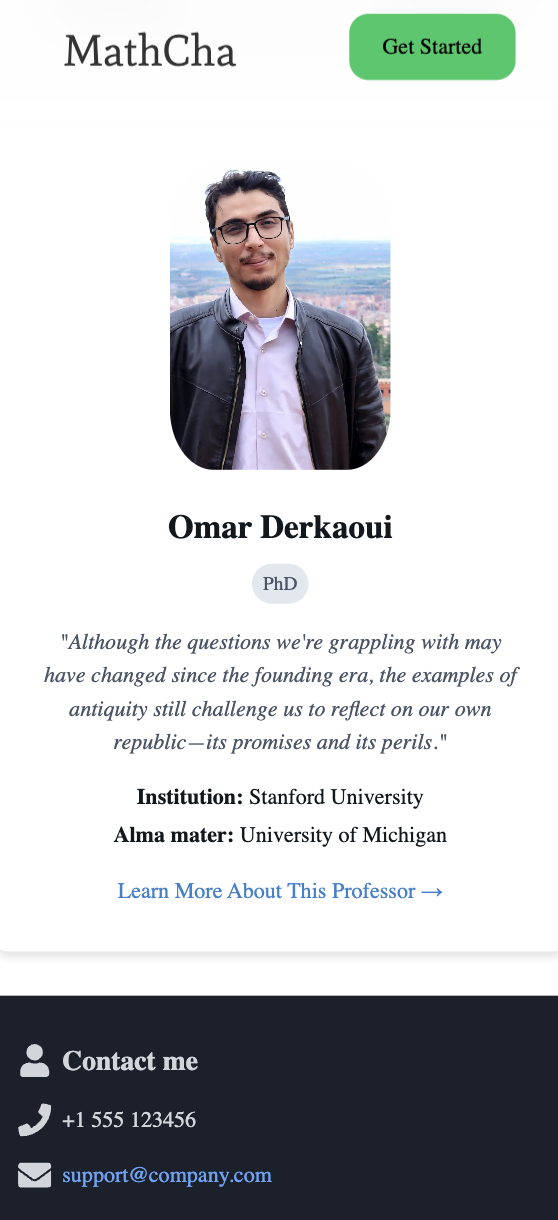 MathCha
Get Started
Omar Derkaoui
PhD
"Although the questions we're grappling with may
have changed since the founding era, the examples of
antiquity still challenge us to reflect on our own
republic—its promises and its perils."
Institution: Stanford University
Alma mater: University of Michigan
Learn More About This Professor →
Contact me
+1 555 123456
support@company.com